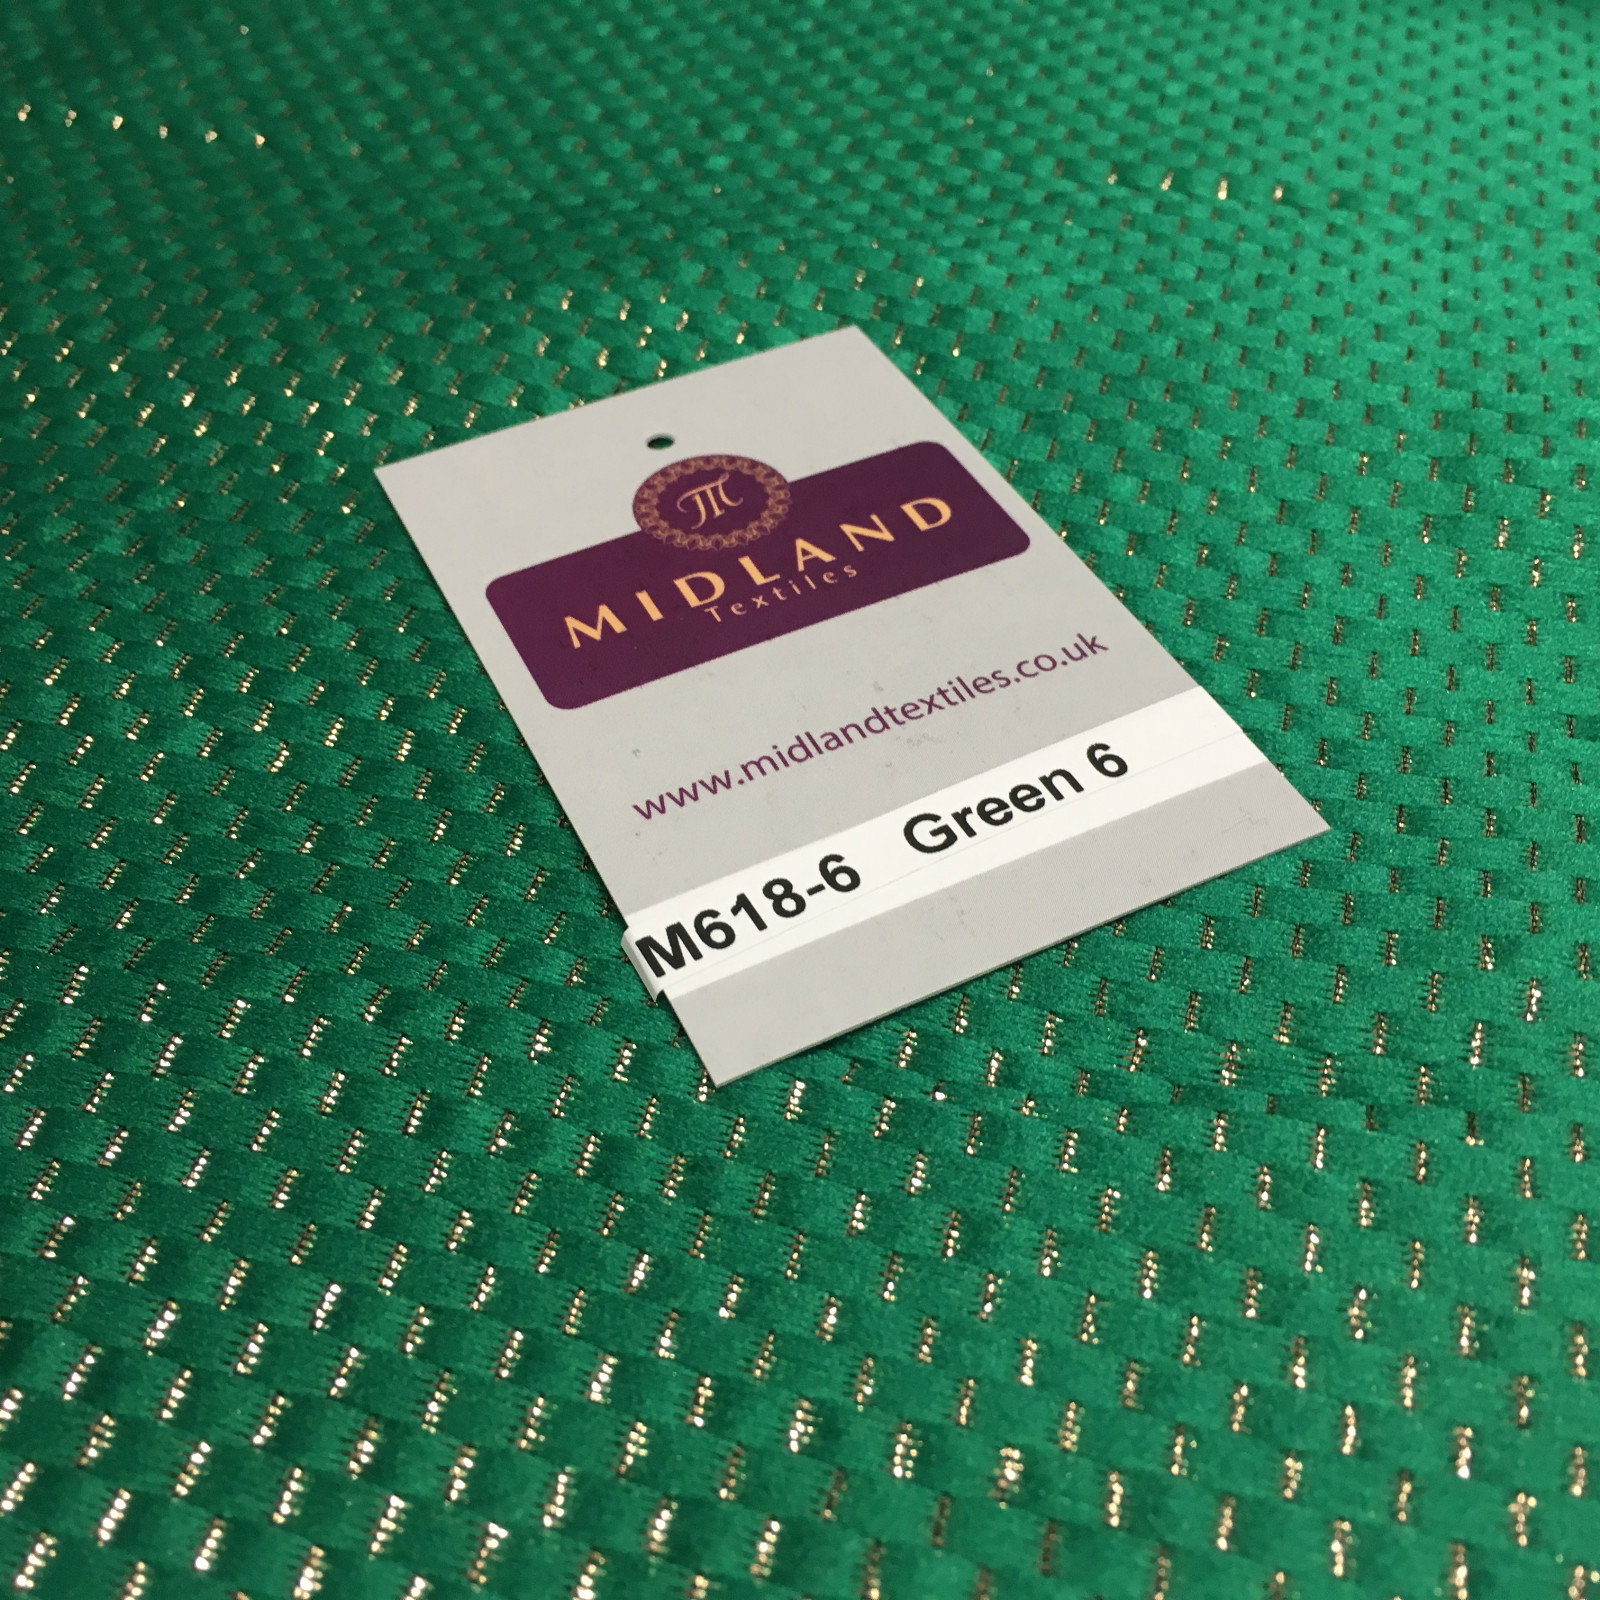 MIDLAND
Textiles
www.midlandtextiles.co.uk
M618-6 Green 6